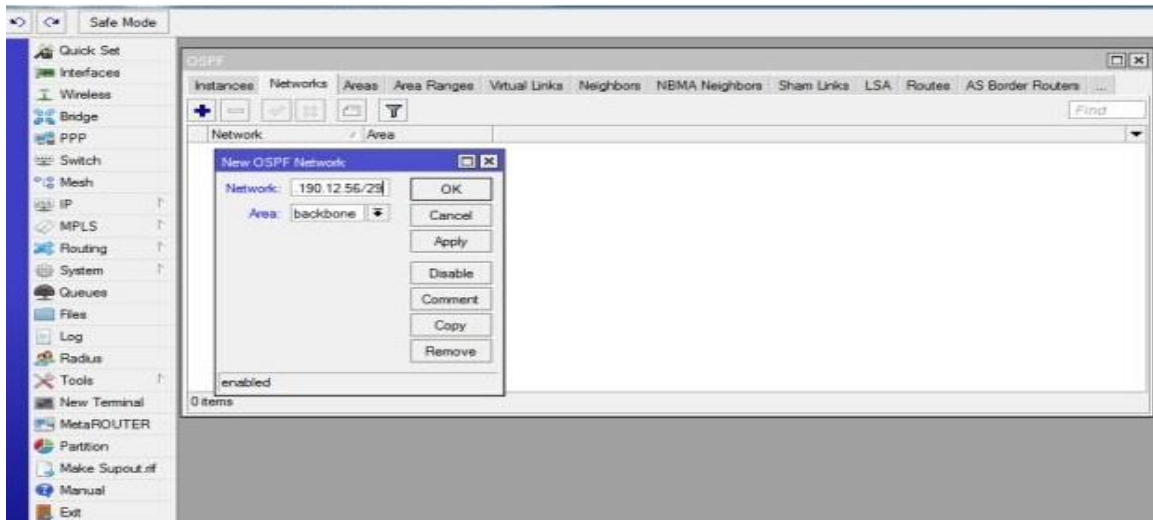 Safe Mode
Quick Set
Interfaces
Wireless
Bridge
PPP
Switch
Mesh
IP
MPLS
Routing
System
Queues
Files
Log
Radius
Tools
New Terminal
MetaROUTER
Partition
Make Supout.rif
Manual
Exit
OSPF
Instances Networks Areas Area Ranges Virtual Links Neighbors NBMA Neighbors Sham Links LSA Routes AS Border Routers ...
Find
Network Area
New OSPF Network
Network: .190.12.56/29
Area: backbone
OK
Cancel
Apply
Disable
Comment
Copy
Remove
enabled
0 items